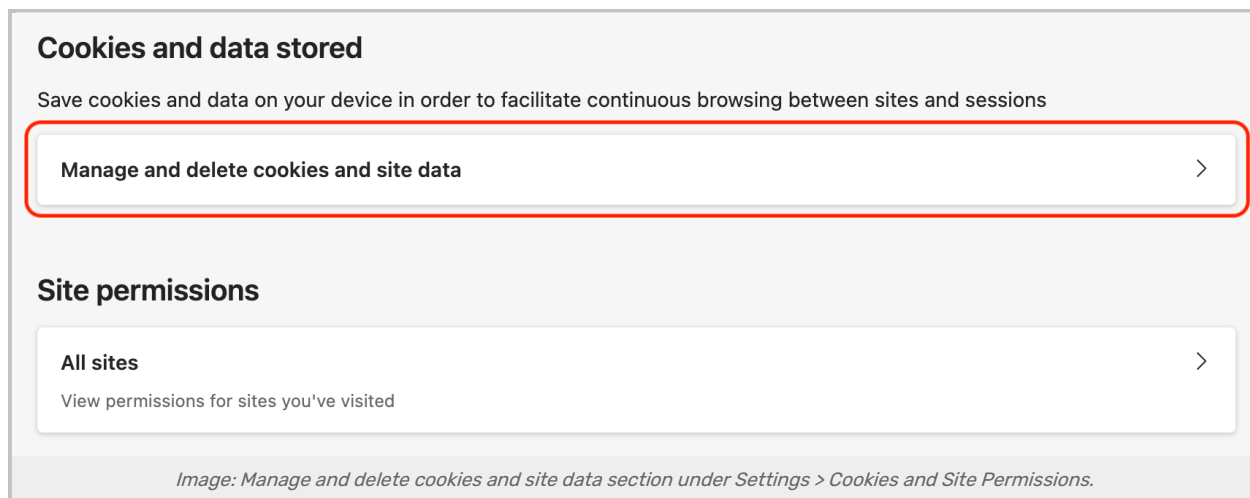 Cookies and data stored
Save cookies and data on your device in order to facilitate continuous browsing between sites and sessions
Manage and delete cookies and site data
Site permissions
All sites
View permissions for sites you've visited
Image: Manage and delete cookies and site data section under Settings > Cookies and Site Permissions.